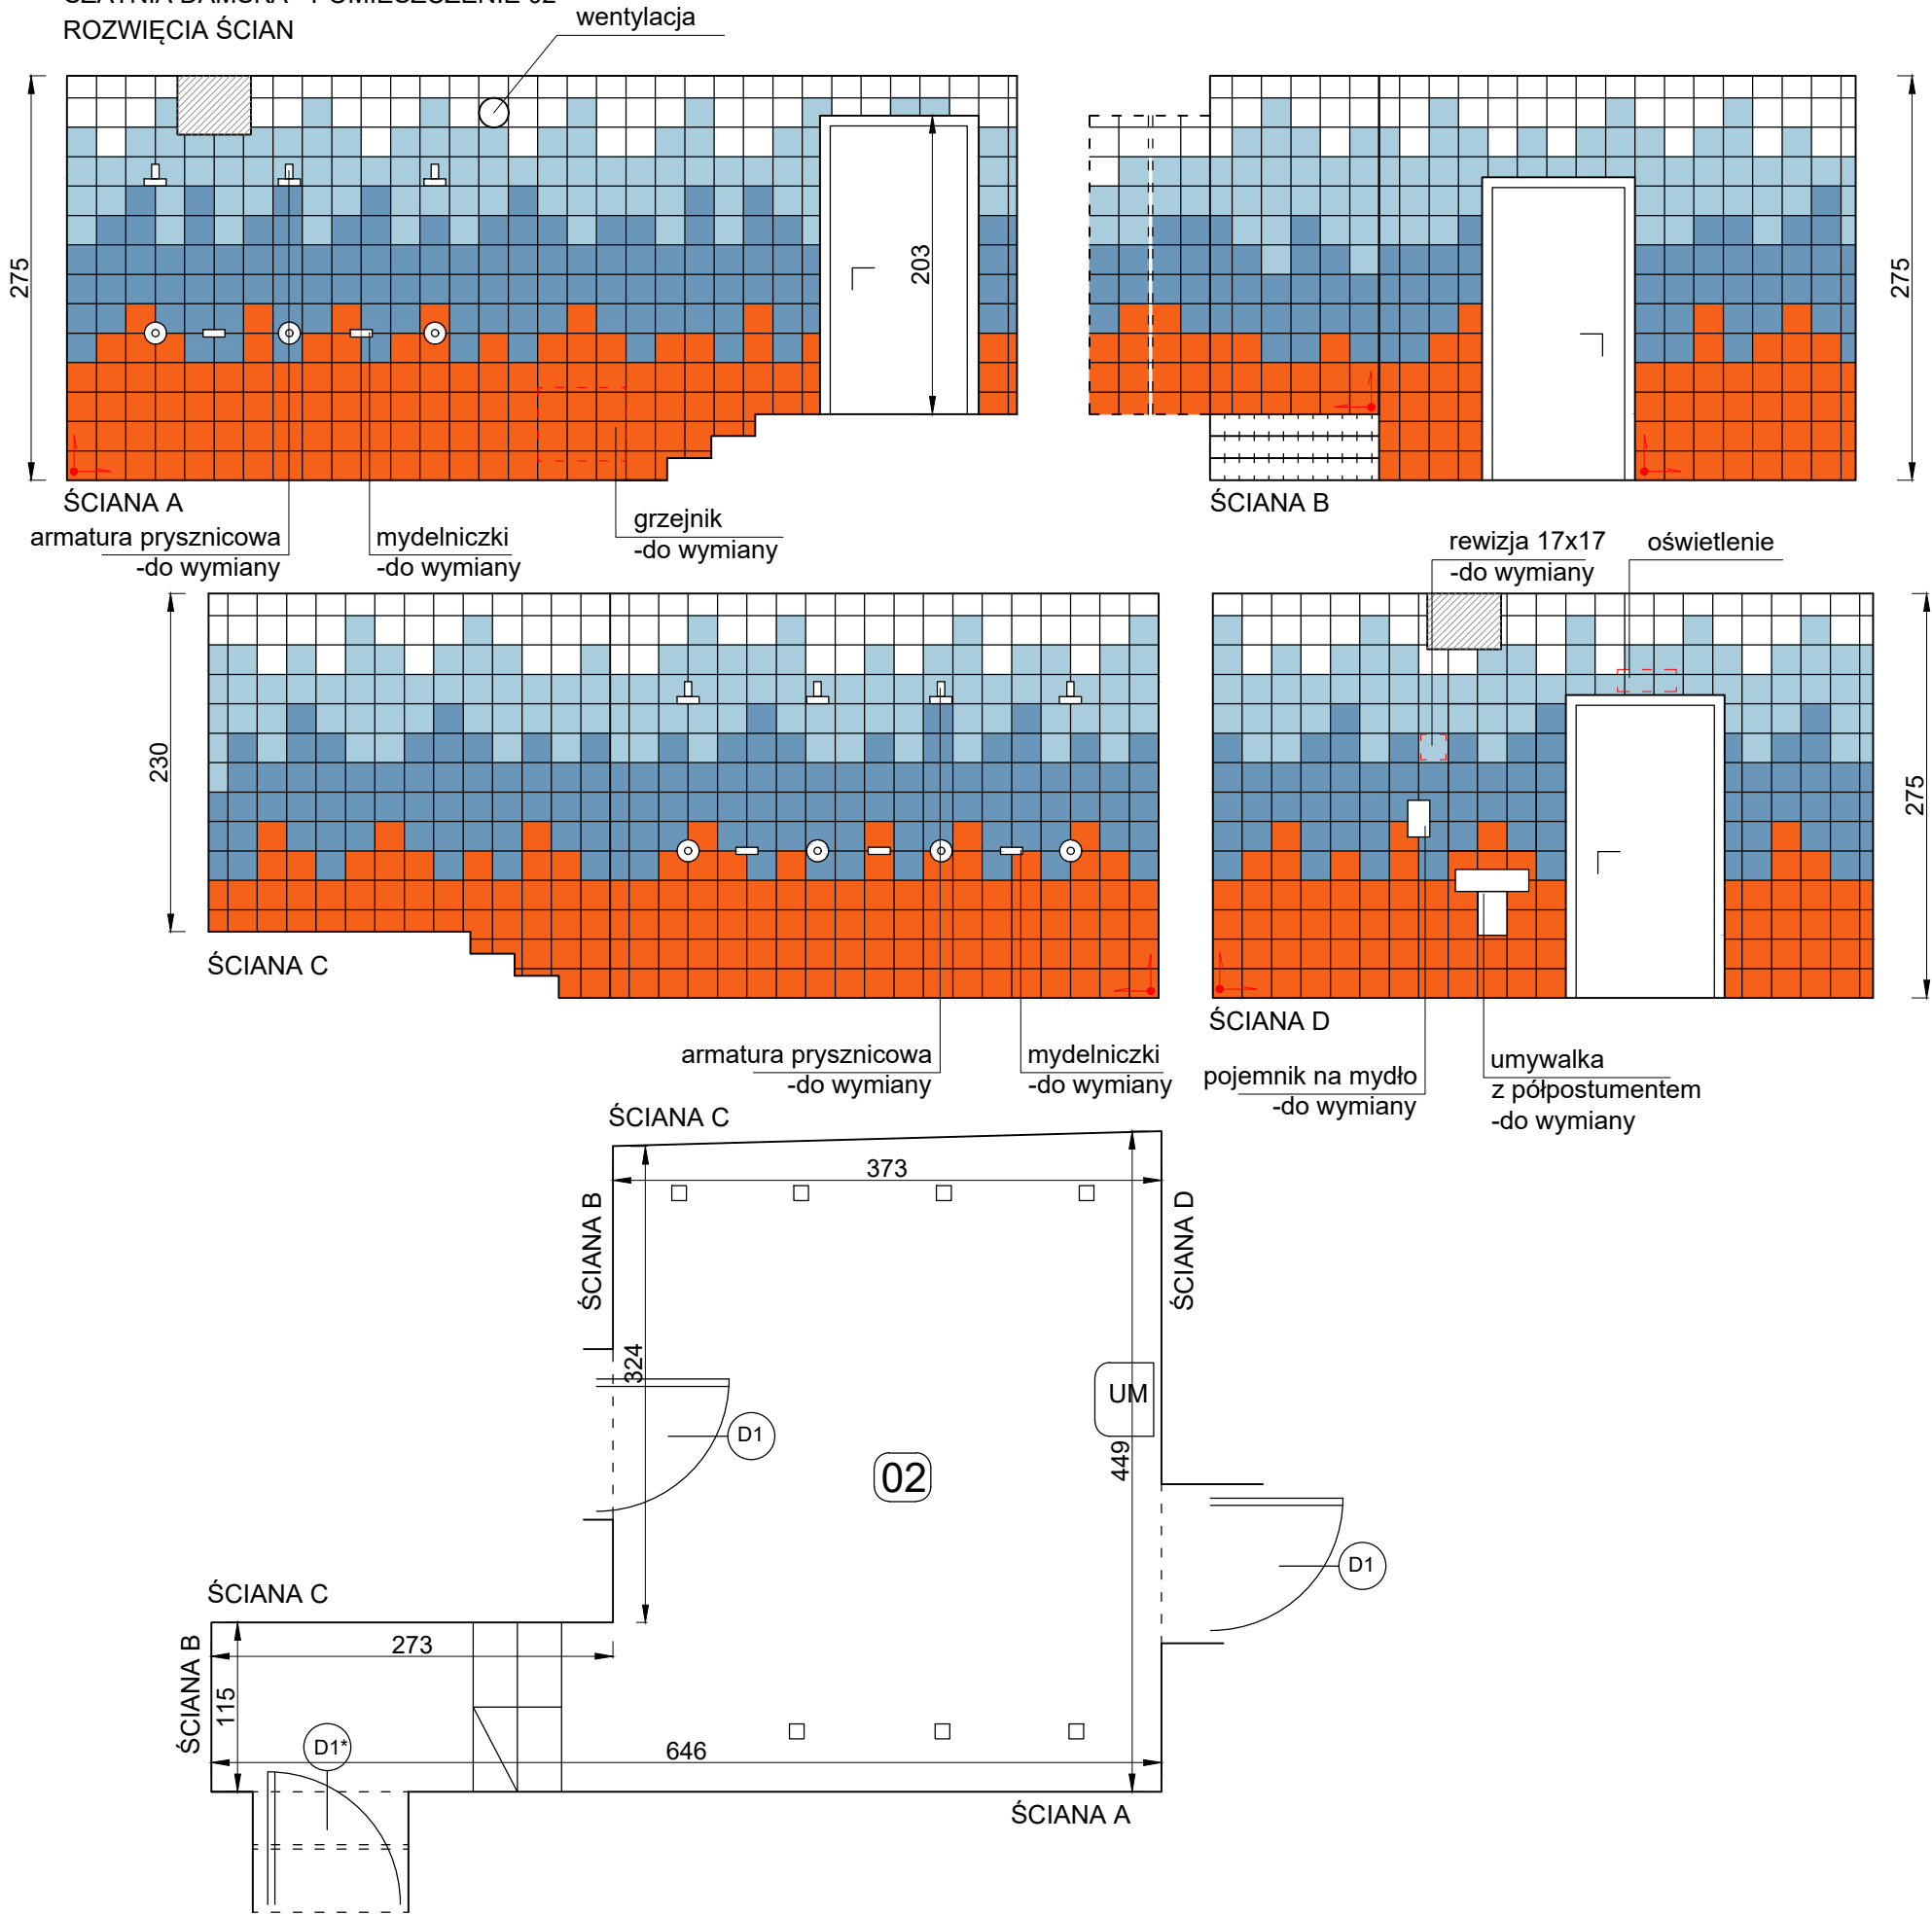 ROZWIĘCIA ŚCIAN
wentylacja
275
203
275
ŚCIANA A
ŚCIANA B
armatura prysznicowa
-do wymiany
mydelniczki
-do wymiany
grzejnik
-do wymiany
rewizja 17x17
-do wymiany
oświetlenie
230
275
ŚCIANA C
ŚCIANA D
armatura prysznicowa
-do wymiany
mydelniczki
-do wymiany
pojemnik na mydło
-do wymiany
umywalka
z półpostumentem
-do wymiany
ŚCIANA C
373
ŚCIANA B
ŚCIANA D
324
UM
D1
449
02
D1
ŚCIANA C
273
ŚCIANA B
115
D1*
646
ŚCIANA A